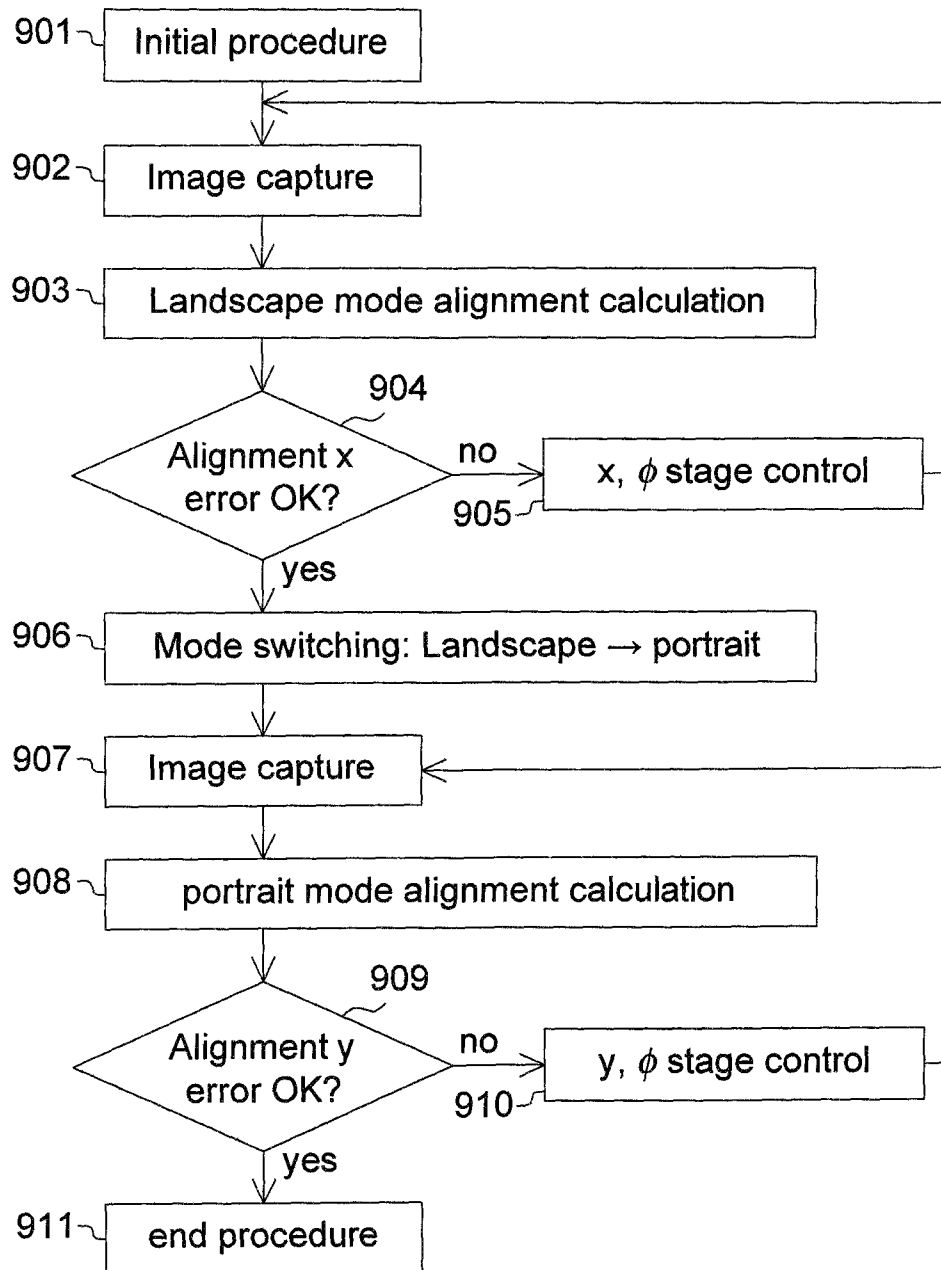 901
Initial procedure
902
Image capture
903
Landscape mode alignment calculation
904
Alignment x
error OK?
no
905
x, ϕ stage control
yes
906
Mode switching: Landscape → portrait
907
Image capture
908
portrait mode alignment calculation
909
Alignment y
error OK?
no
910
y, ϕ stage control
yes
911
end procedure